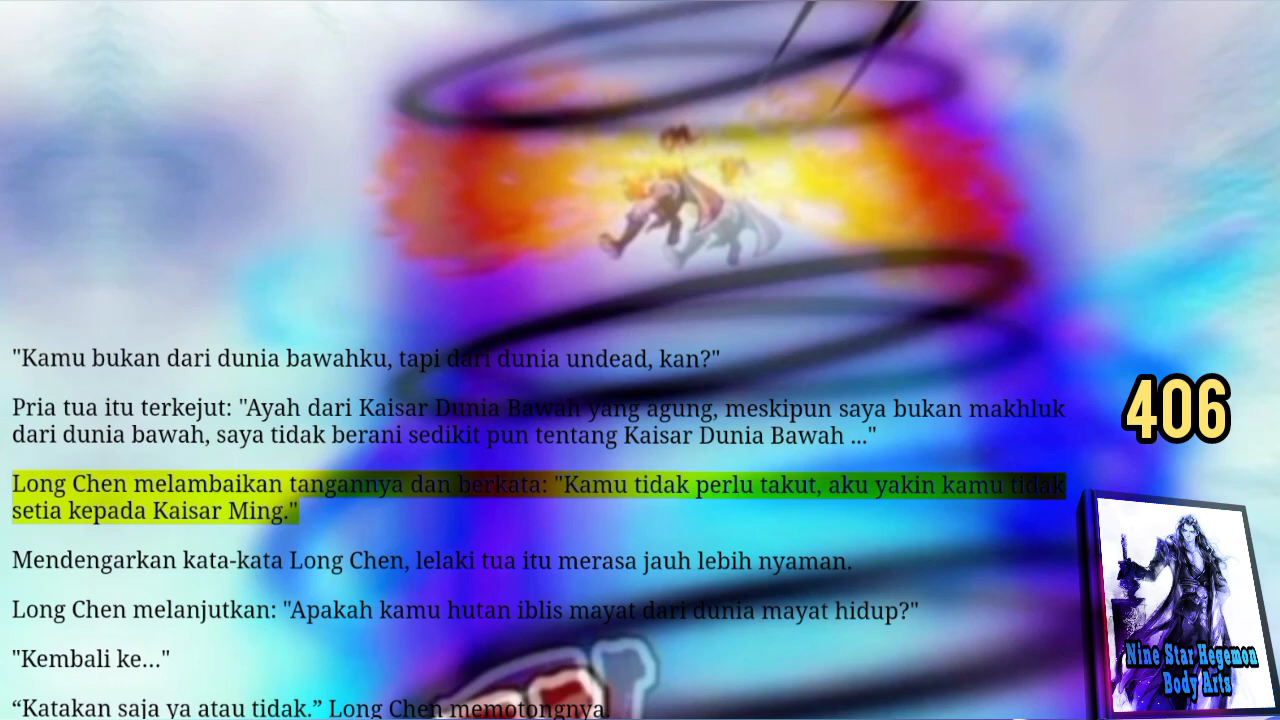 "Kamu bukan dari dunia bawahku, tapi dari dunia undead, kan?"
Pria tua itu terkejut: "Ayah dari Kaisar Dunia Bawah yang agung, meskipun saya bukan makhluk
dari dunia bawah, saya tidak berani sedikit pun tentang Kaisar Dunia Bawah ..."
Long Chen melambaikan tangannya dan berkata: "Kamu tidak perlu takut, aku yakin kamu tidak
setia kepada Kaisar Ming."
Mendengarkan kata-kata Long Chen, lelaki tua itu merasa jauh lebih nyaman.
Long Chen melanjutkan: "Apakah kamu hutan iblis mayat dari dunia mayat hidup?"
"Kembali ke..."
“Katakan saja ya atau tidak.” Long Chen memotongnya.
406
Nine Star Hegemon
Body Arts